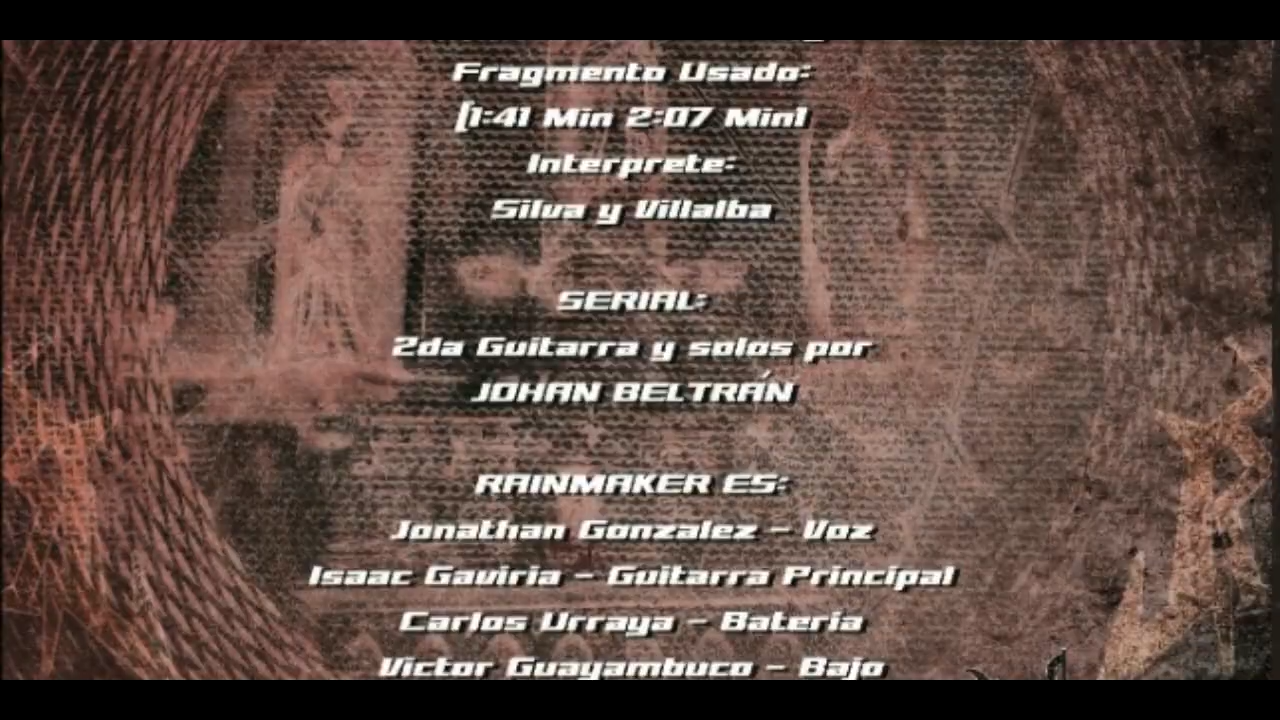 Fragmento Usado:
[1:41 Min 2:07 Min]
Interprete:
Silva y Villalba
SERIAL:
2da Guitarra y solos por
JOHAN BELTRÁN
RAINMAKER ES:
Jonathan Gonzalez - Voz
Isaac Gaviria - Guitarra Principal
Carlos Urraya - Bateria
Victor Guayambuco - Bajo